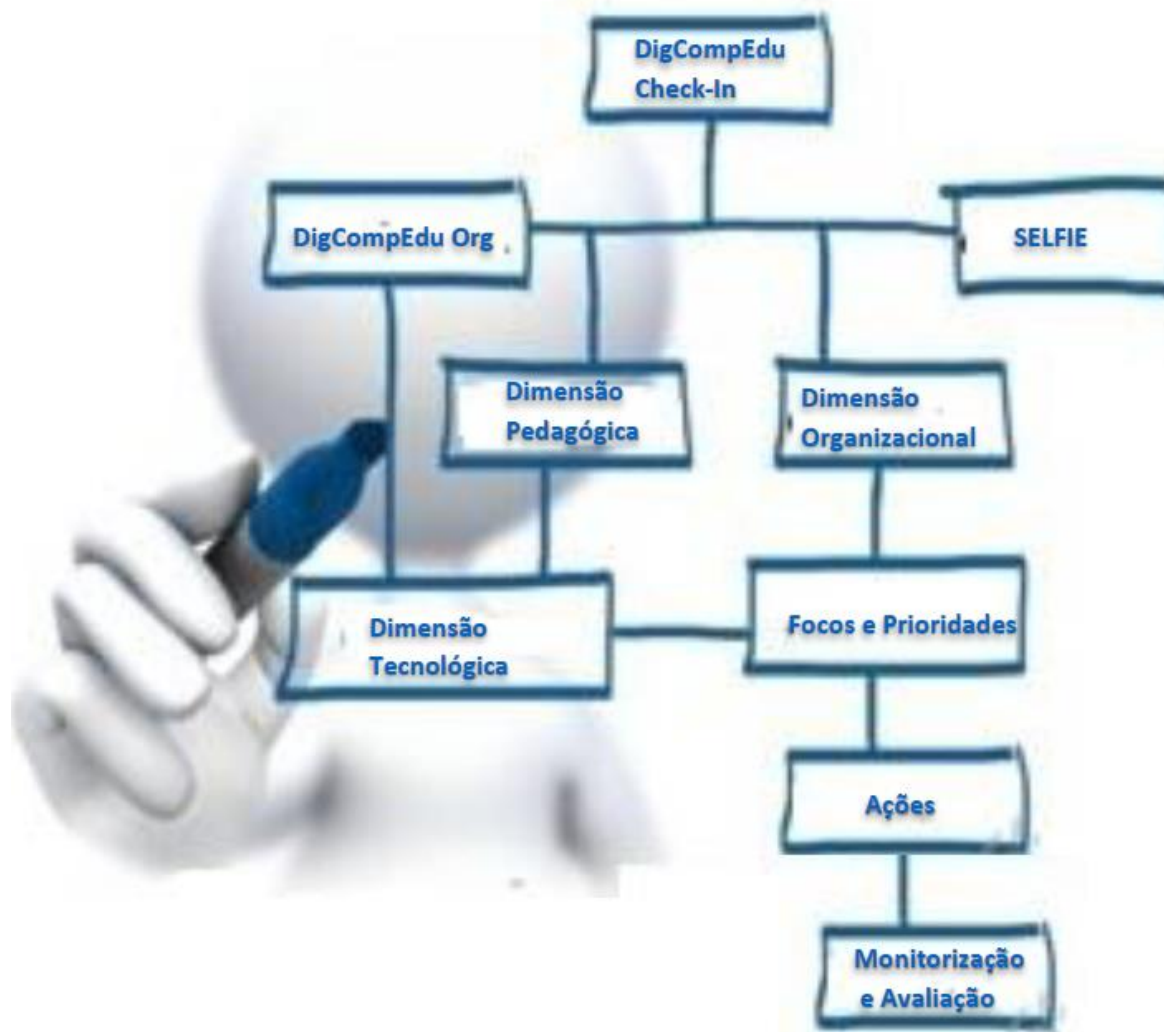 DigCompEdu
Check-In
DigCompEdu Org
SELFIE
Dimensão
Pedagógica
Dimensão
Organizacional
Dimensão
Tecnológica
Focos e Prioridades
Ações
Monitorização
e Avaliação